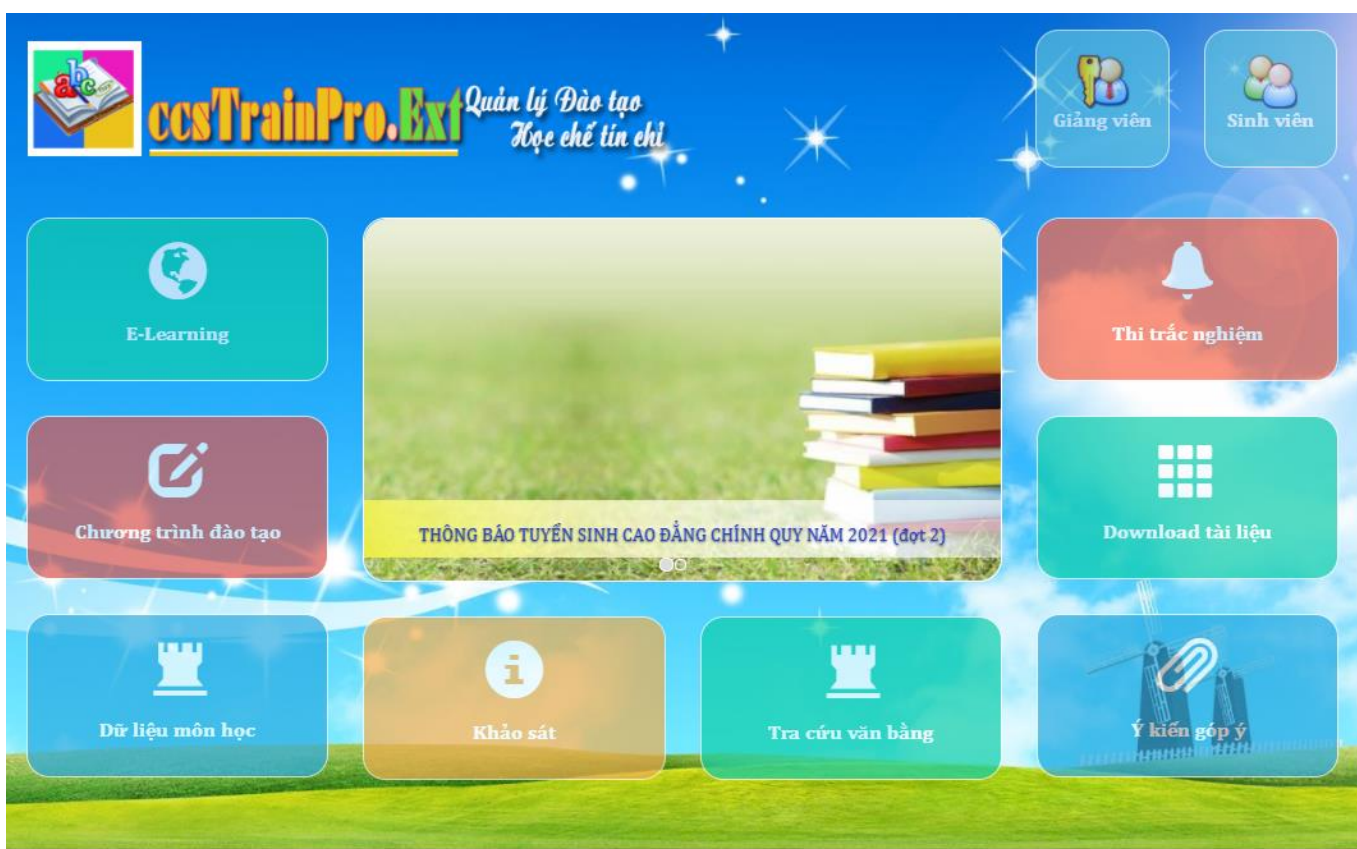 abc
ccsTrainPro.Ext
Quản lý Đào tạo
Học chế tín chỉ
Giảng viên
Sinh viên
E-Learning
Thi trắc nghiệm
Chương trình đào tạo
THÔNG BÁO TUYỂN SINH CAO ĐẲNG CHÍNH QUY NĂM 2021 (đợt 2)
Download tài liệu
Dữ liệu môn học
Khảo sát
Tra cứu văn bằng
Ý kiến góp ý